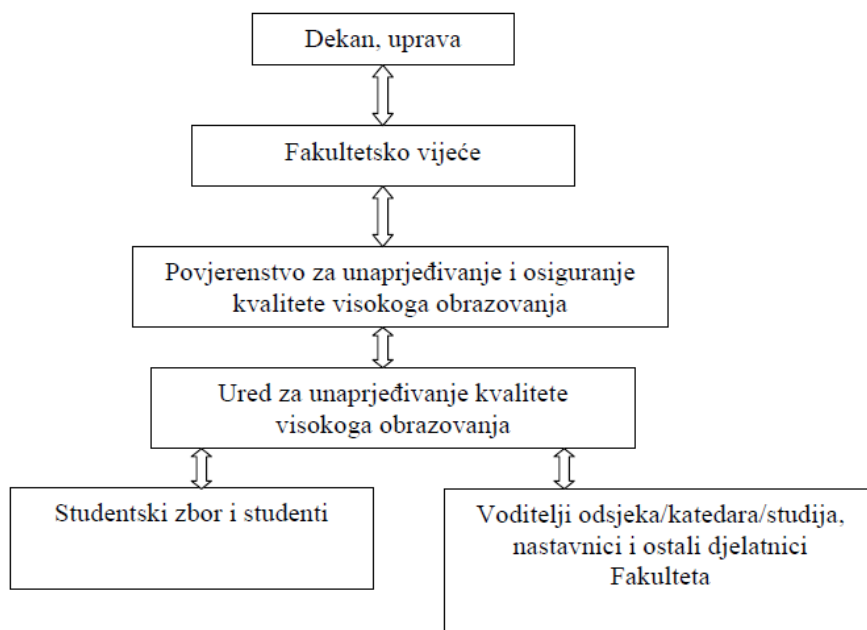 Dekan, uprava
Fakultetsko vijeće
Povjerenstvo za unaprjeđivanje i osiguranje
kvalitete visokoga obrazovanja
Ured za unaprjeđivanje kvalitete
visokoga obrazovanja
Studentski zbor i studenti
Voditelji odsjeka/katedara/studija,
nastavnici i ostali djelatnici
Fakulteta